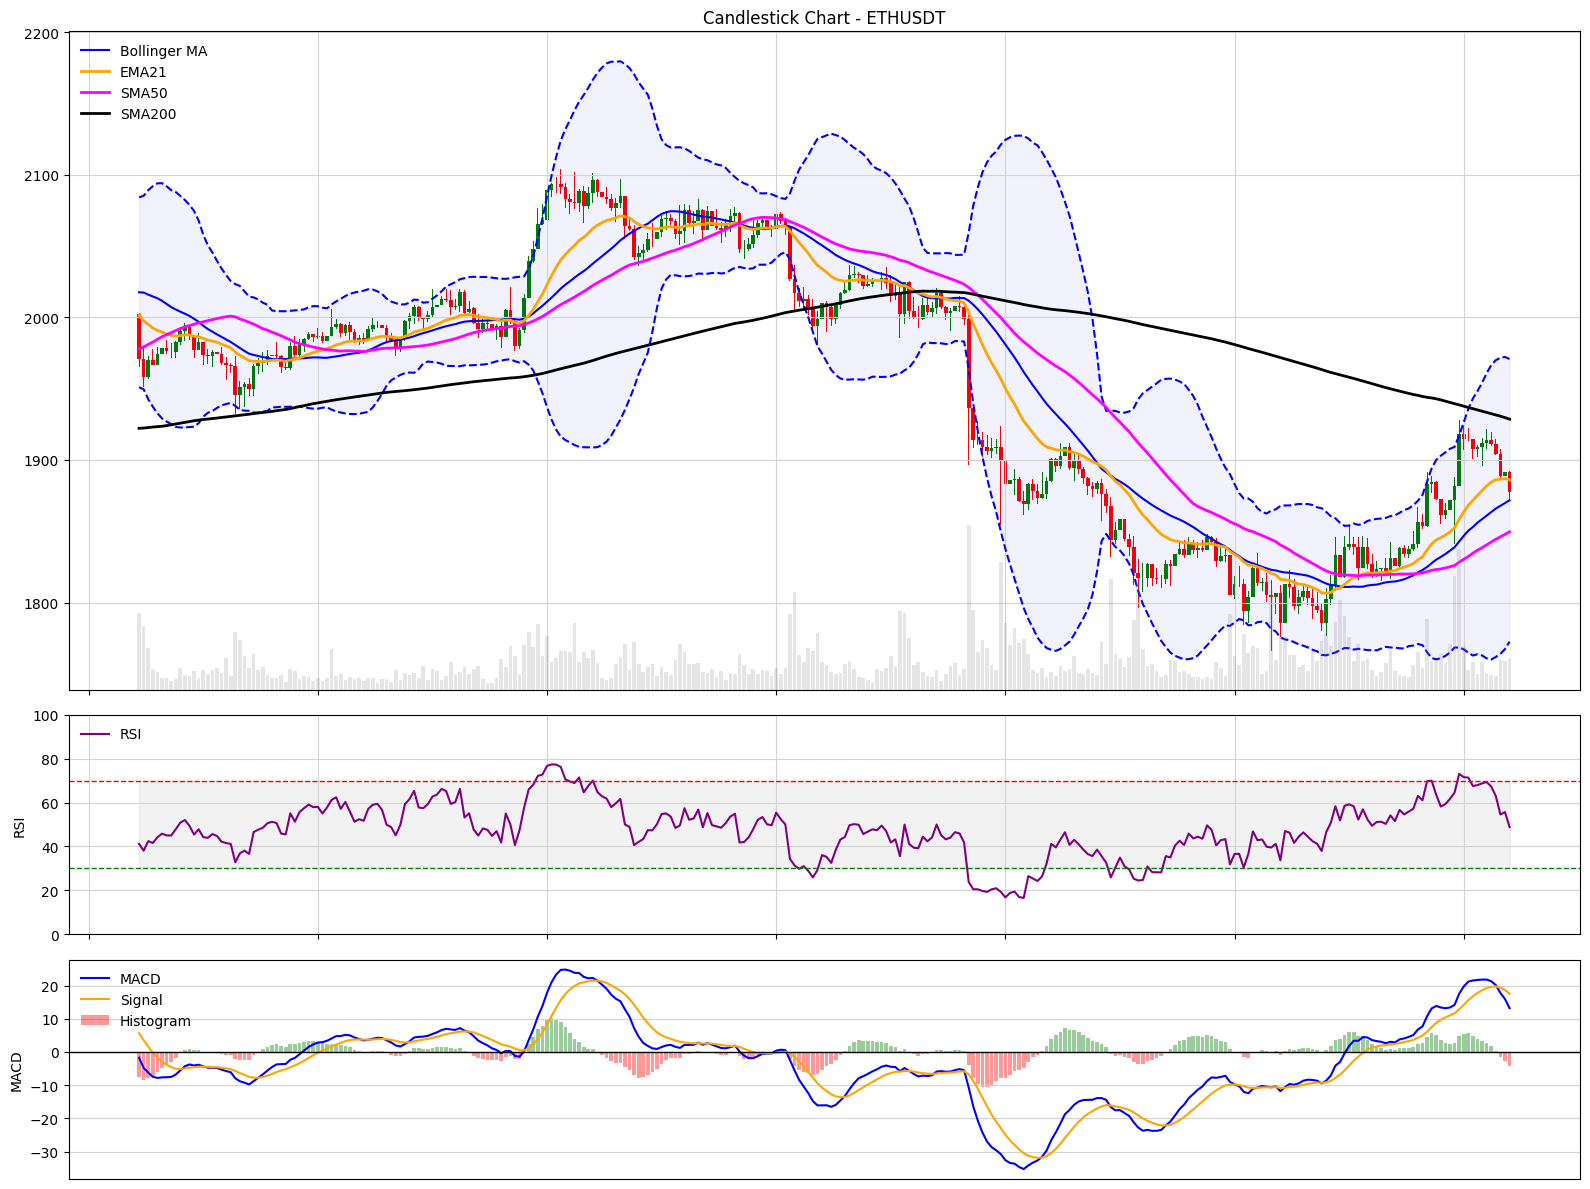 Candlestick Chart - ETHUSDT
2200
2100
2000
1900
1800
Bollinger MA
EMA21
SMA50
SMA200
100
80
60
40
20
0
RSI
RSI
20
10
0
−10
−20
−30
MACD
MACD
Signal
Histogram